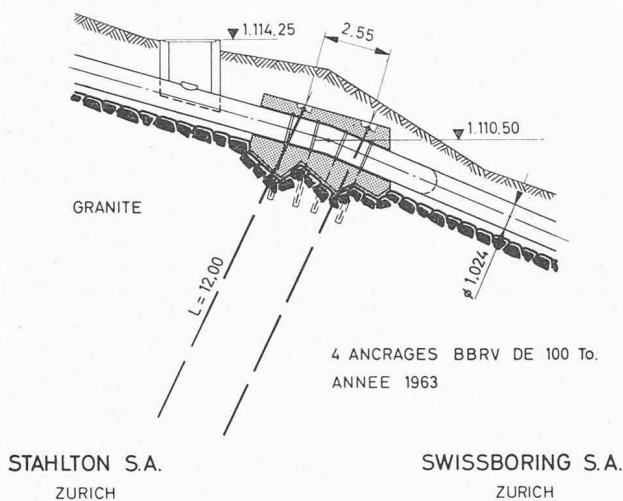 1.114.25
2.55
1.110.50
GRANITE
L = 12.00
ø 1.024
4 ANCRAGES BBRV DE 100 To.
ANNEE 1963
STAHLTON S.A.
ZURICH
SWISSBORING S.A.
ZURICH